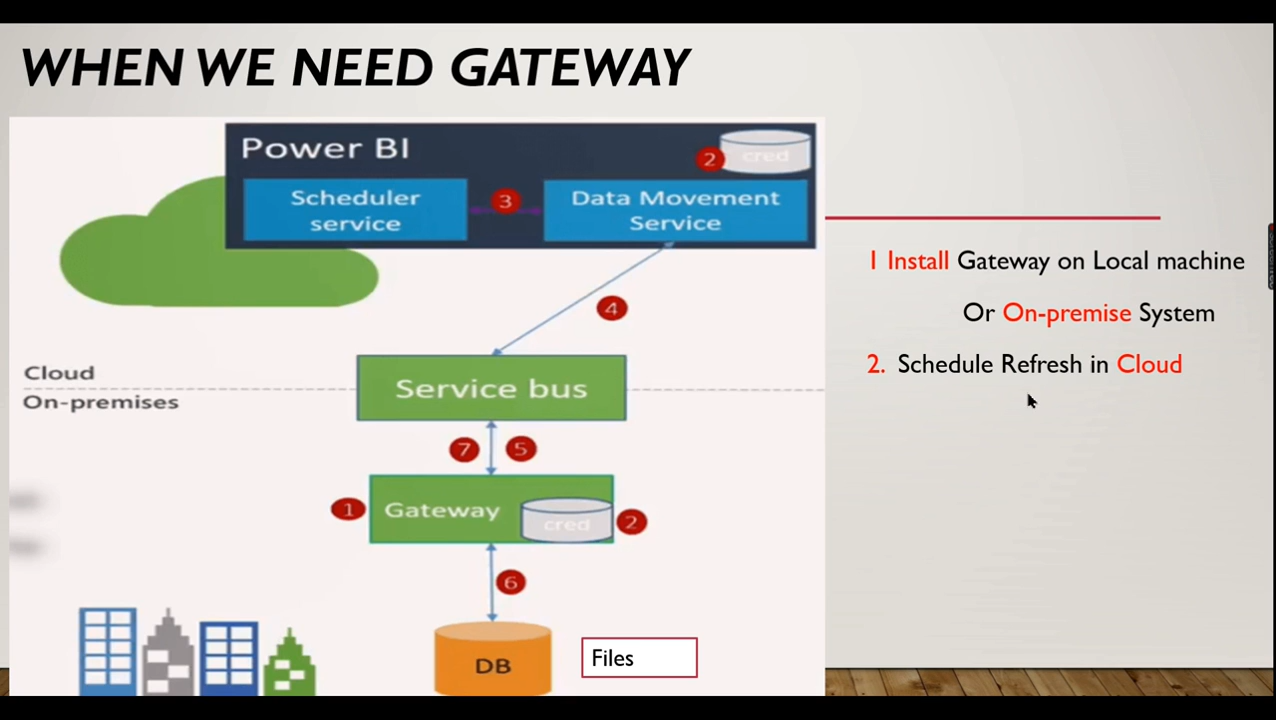 WHEN WE NEED GATEWAY
Power BI
2
cred
Scheduler
service
3
Data Movement
Service
4
Cloud
On-premises
Service bus
7
5
1
Gateway
cred
2
6
DB
Files
1 Install Gateway on Local machine
Or On-premise System
2. Schedule Refresh in Cloud